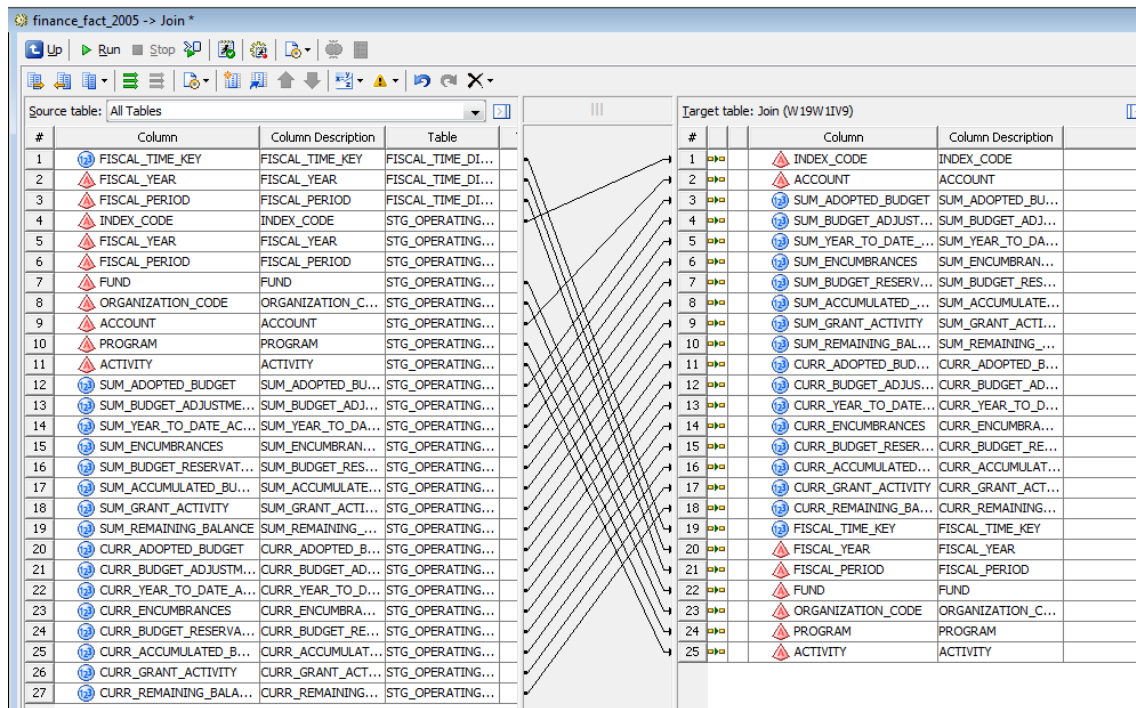 finance_fact_2005 -> Join *
Up Run Stop
Source table: All Tables
Target table: Join (W19W1IV9)
# Column Column Description Table
1 FISCAL_TIME_KEY FISCAL_TIME_KEY FISCAL_TIME_DI...
2 FISCAL_YEAR FISCAL_YEAR FISCAL_TIME_DI...
3 FISCAL_PERIOD FISCAL_PERIOD FISCAL_TIME_DI...
4 INDEX_CODE INDEX_CODE STG_OPERATING...
5 FISCAL_YEAR FISCAL_YEAR STG_OPERATING...
6 FISCAL_PERIOD FISCAL_PERIOD STG_OPERATING...
7 FUND FUND STG_OPERATING...
8 ORGANIZATION_CODE ORGANIZATION_C... STG_OPERATING...
9 ACCOUNT ACCOUNT STG_OPERATING...
10 PROGRAM PROGRAM STG_OPERATING...
11 ACTIVITY ACTIVITY STG_OPERATING...
12 SUM_ADOPTED_BUDGET SUM_ADOPTED_BU... STG_OPERATING...
13 SUM_BUDGET_ADJUSTME... SUM_BUDGET_ADJ... STG_OPERATING...
14 SUM_YEAR_TO_DATE_AC... SUM_YEAR_TO_DA... STG_OPERATING...
15 SUM_ENCUMBRANCES SUM_ENCUMBRAN... STG_OPERATING...
16 SUM_BUDGET_RESERVAT... SUM_BUDGET_RES... STG_OPERATING...
17 SUM_ACCUMULATED_BU... SUM_ACCUMULATE... STG_OPERATING...
18 SUM_GRANT_ACTIVITY SUM_GRANT_ACTI... STG_OPERATING...
19 SUM_REMAINING_BALANCE SUM_REMAINING_... STG_OPERATING...
20 CURR_ADOPTED_BUDGET CURR_ADOPTED_B... STG_OPERATING...
21 CURR_BUDGET_ADJUSTM... CURR_BUDGET_AD... STG_OPERATING...
22 CURR_YEAR_TO_DATE_A... CURR_YEAR_TO_D... STG_OPERATING...
23 CURR_ENCUMBRANCES CURR_ENCUMBRA... STG_OPERATING...
24 CURR_BUDGET_RESERVA... CURR_BUDGET_RE... STG_OPERATING...
25 CURR_ACCUMULATED_B... CURR_ACCUMULAT... STG_OPERATING...
26 CURR_GRANT_ACTIVITY CURR_GRANT_ACT... STG_OPERATING...
27 CURR_REMAINING_BALA... CURR_REMAINING... STG_OPERATING...
# Column Column Description
1 INDEX_CODE INDEX_CODE
2 ACCOUNT ACCOUNT
3 SUM_ADOPTED_BUDGET SUM_ADOPTED_BU...
4 SUM_BUDGET_ADJUST... SUM_BUDGET_ADJ...
5 SUM_YEAR_TO_DATE_... SUM_YEAR_TO_DA...
6 SUM_ENCUMBRANCES SUM_ENCUMBRAN...
7 SUM_BUDGET_RESERV... SUM_BUDGET_RES...
8 SUM_ACCUMULATED_... SUM_ACCUMULATE...
9 SUM_GRANT_ACTIVITY SUM_GRANT_ACTI...
10 SUM_REMAINING_BAL... SUM_REMAINING_...
11 CURR_ADOPTED_BUD... CURR_ADOPTED_B...
12 CURR_BUDGET_ADJUS... CURR_BUDGET_AD...
13 CURR_YEAR_TO_DATE... CURR_YEAR_TO_D...
14 CURR_ENCUMBRANCES CURR_ENCUMBRA...
15 CURR_BUDGET_RESER... CURR_BUDGET_RE...
16 CURR_ACCUMULATED... CURR_ACCUMULAT...
17 CURR_GRANT_ACTIVITY CURR_GRANT_ACT...
18 CURR_REMAINING_BA... CURR_REMAINING...
19 FISCAL_TIME_KEY FISCAL_TIME_KEY
20 FISCAL_YEAR FISCAL_YEAR
21 FISCAL_PERIOD FISCAL_PERIOD
22 FUND FUND
23 ORGANIZATION_CODE ORGANIZATION_C...
24 PROGRAM PROGRAM
25 ACTIVITY ACTIVITY